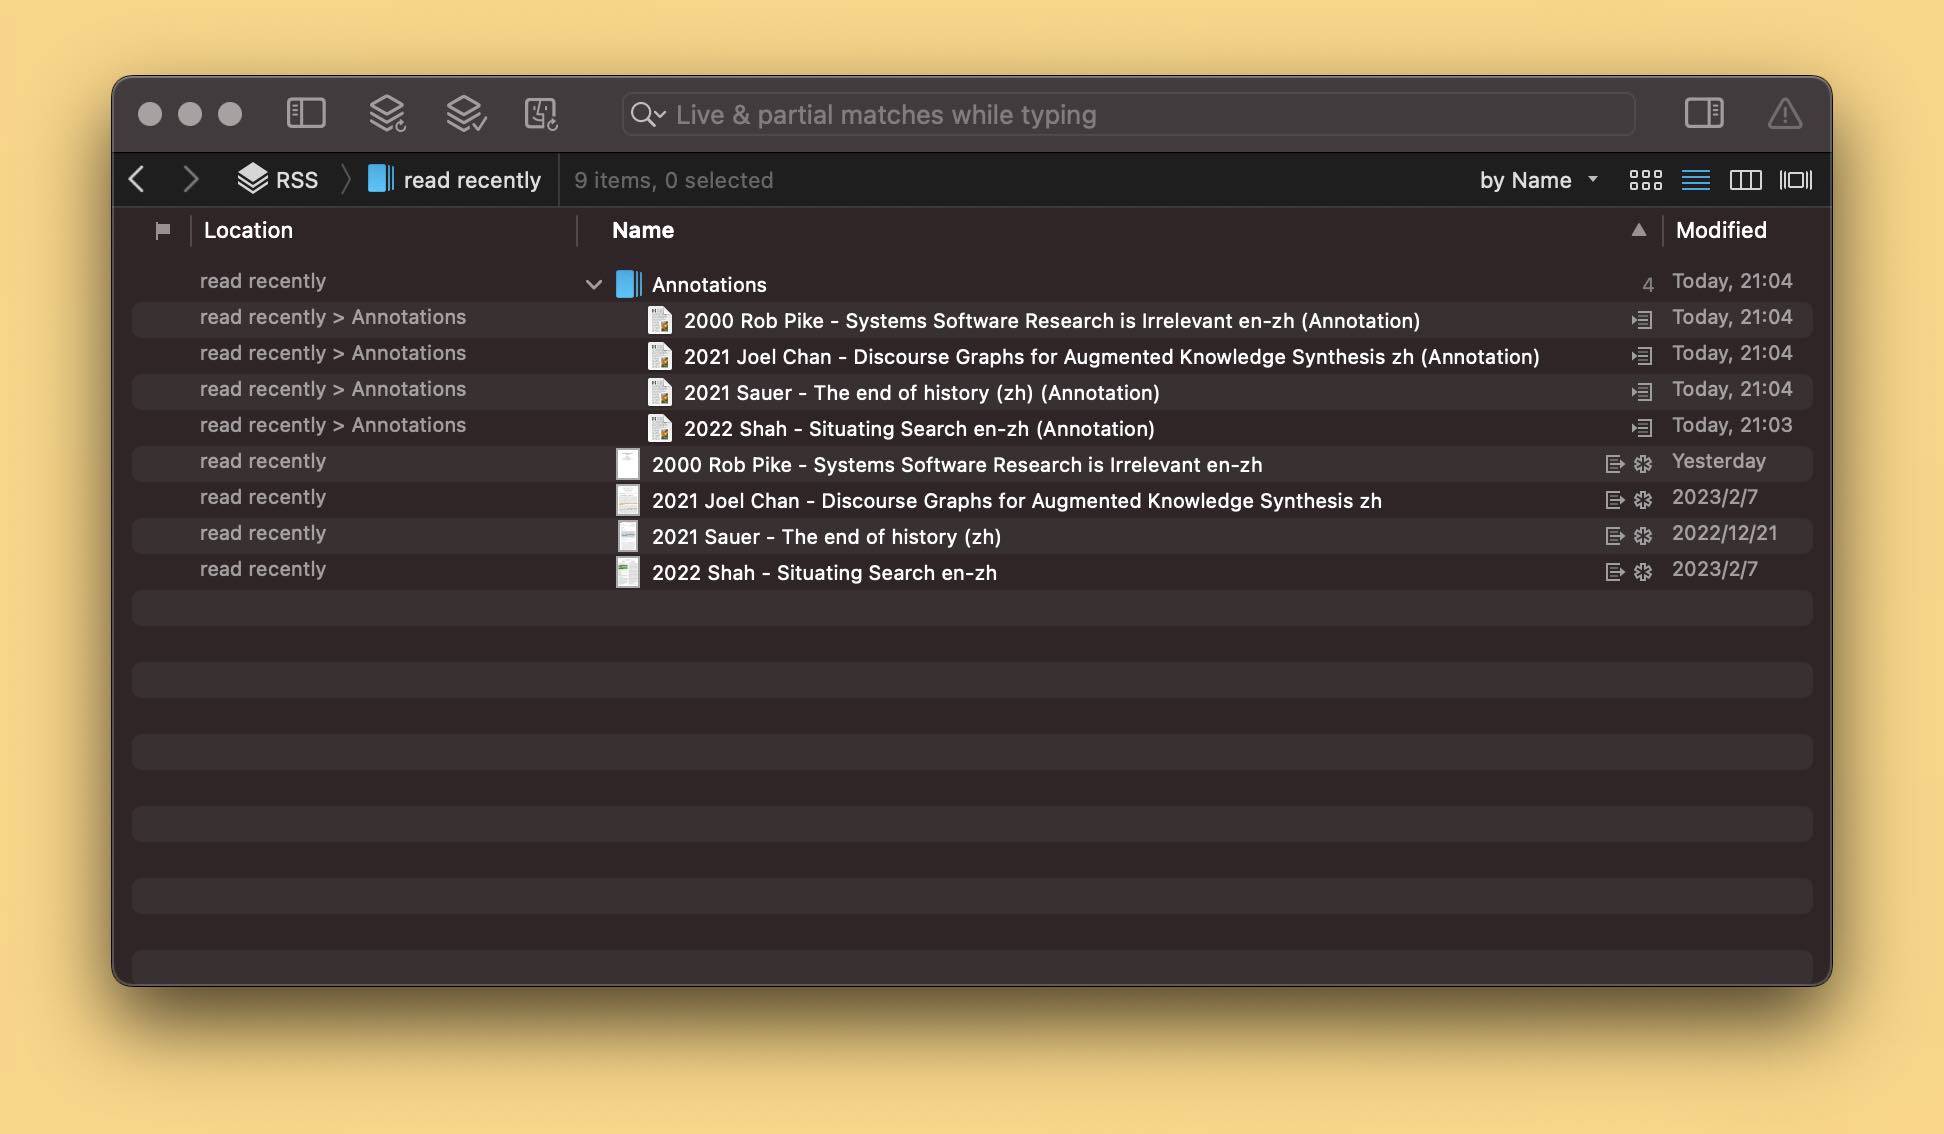 Live & partial matches while typing
RSS read recently 9 items, 0 selected by Name
Location Name Modified
read recently Annotations 4 Today, 21:04
read recently > Annotations 2000 Rob Pike - Systems Software Research is Irrelevant en-zh (Annotation) Today, 21:04
read recently > Annotations 2021 Joel Chan - Discourse Graphs for Augmented Knowledge Synthesis zh (Annotation) Today, 21:04
read recently > Annotations 2021 Sauer - The end of history (zh) (Annotation) Today, 21:04
read recently > Annotations 2022 Shah - Situating Search en-zh (Annotation) Today, 21:03
read recently 2000 Rob Pike - Systems Software Research is Irrelevant en-zh Yesterday
read recently 2021 Joel Chan - Discourse Graphs for Augmented Knowledge Synthesis zh 2023/2/7
read recently 2021 Sauer - The end of history (zh) 2022/12/21
read recently 2022 Shah - Situating Search en-zh 2023/2/7